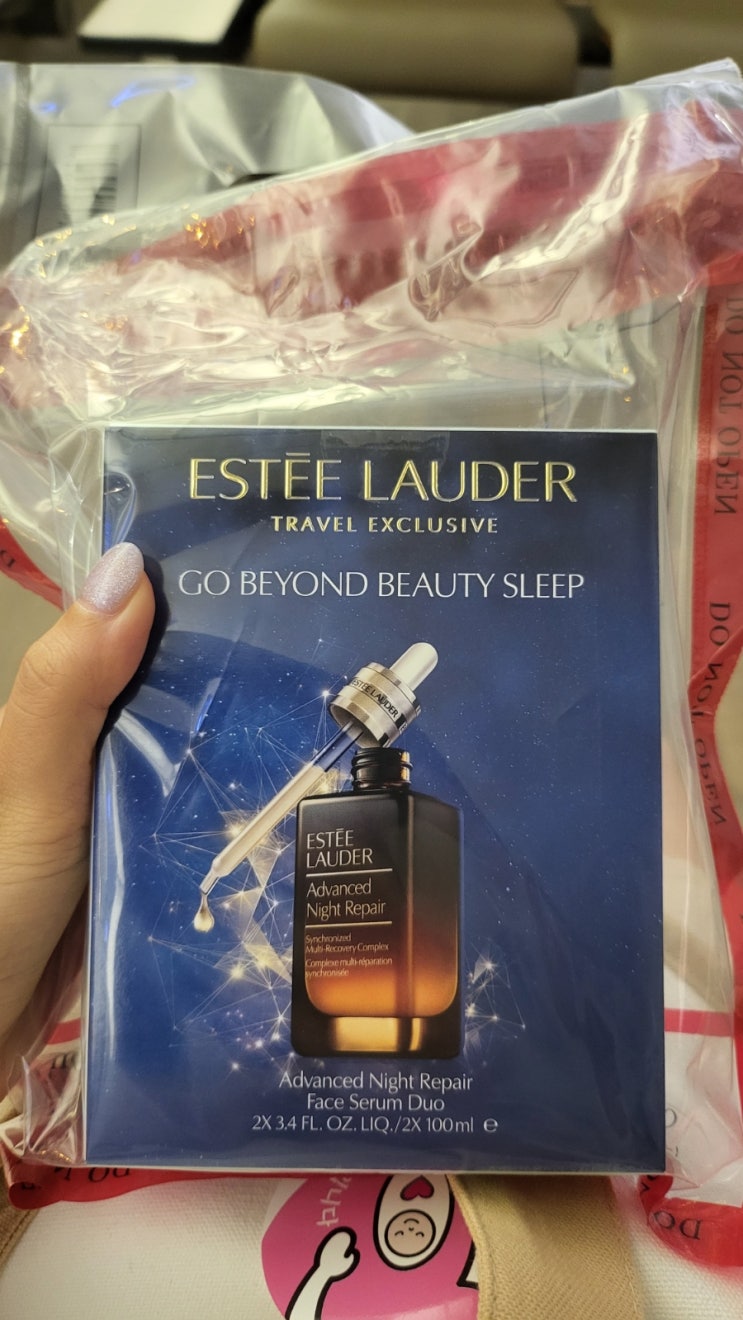 ESTĒE LAUDER
TRAVEL EXCLUSIVE
GO BEYOND BEAUTY SLEEP
ESTĒE LAUDER
ESTĒE
LAUDER
Advanced
Night Repair
Synchronized
Multi-Recovery Complex
Complexe multi-réparation
synchronisée
Advanced Night Repair
Face Serum Duo
2X 3.4 FL. OZ. LIQ./2X 100ml e
DO NOT OPEN
DO NOT OPEN
DO